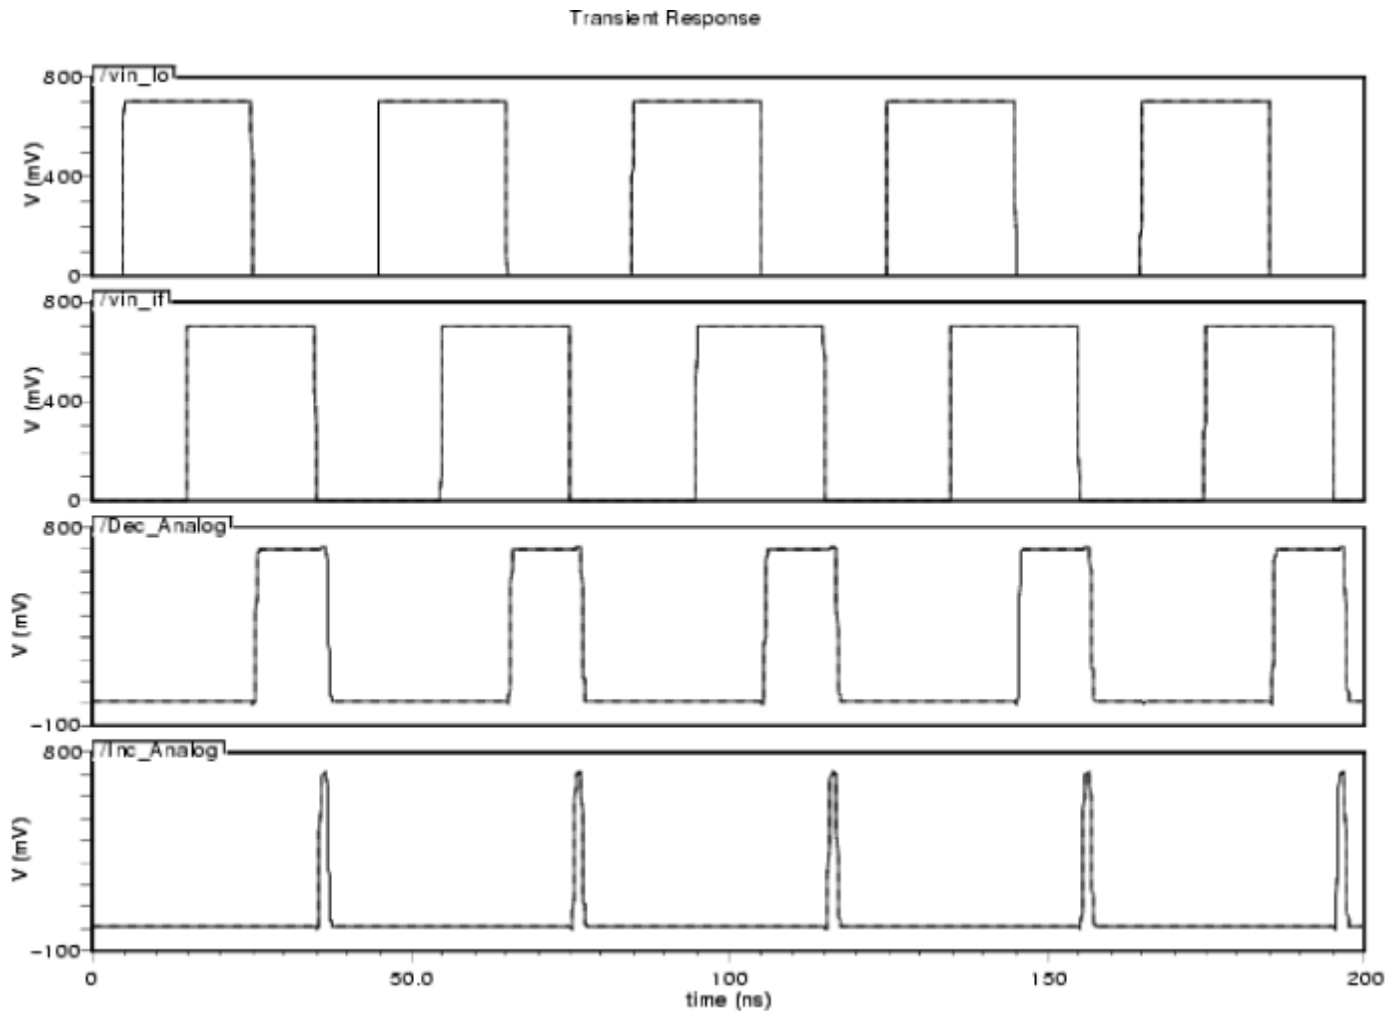 Transient Response
/vin_lo
800
400
0
V (mV)
/vin_if
800
400
0
V (mV)
/Dec_Analog
800
-100
V (mV)
/Inc_Analog
800
-100
V (mV)
0 50.0 100 150 200
time (ns)